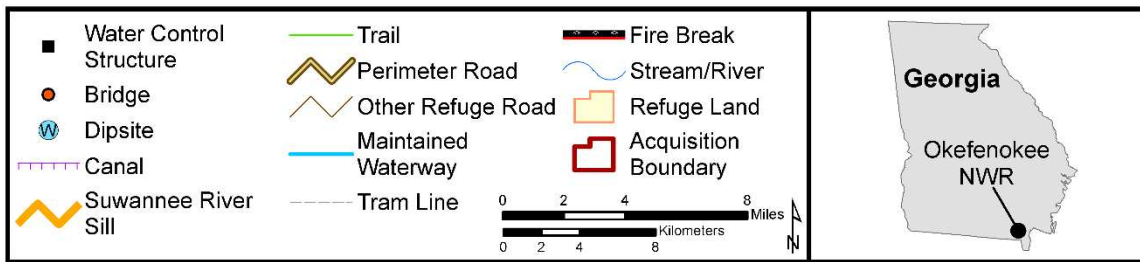 Water Control
Structure
Bridge
W
Dipsite
Canal
Suwannee River
Sill
Trail
Perimeter Road
Other Refuge Road
Maintained
Waterway
Tram Line
Fire Break
Stream/River
Refuge Land
Acquisition
Boundary
0 2 4 8
Miles
Kilometers
0 2 4 8
N
Georgia
Okefenokee
NWR